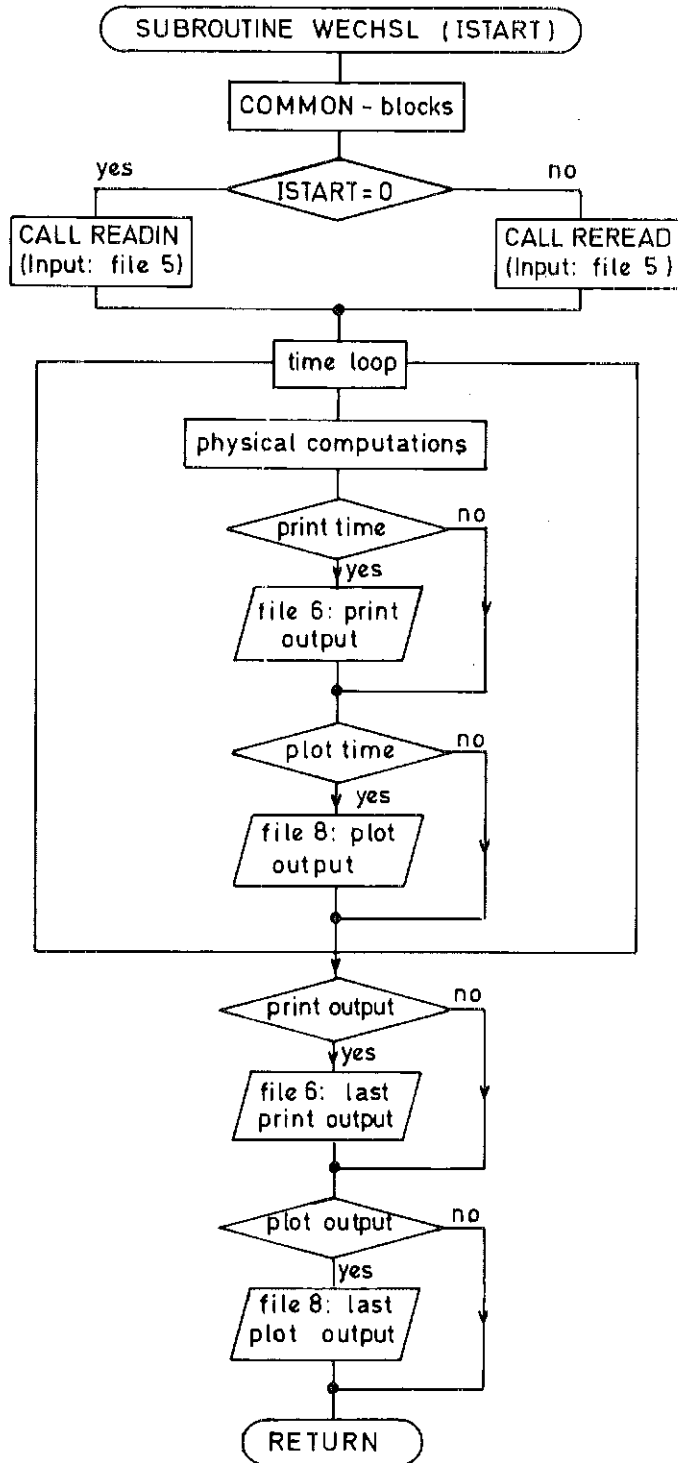 SUBROUTINE WECHSL (ISTART)
COMMON - blocks
yes
no
ISTART = 0
CALL READIN
(Input: file 5)
CALL REREAD
(Input: file 5)
time loop
physical computations
print time
no
yes
file 6: print
output
plot time
no
yes
file 8: plot
output
print output
no
yes
file 6: last
print output
plot output
no
yes
file 8: last
plot output
RETURN